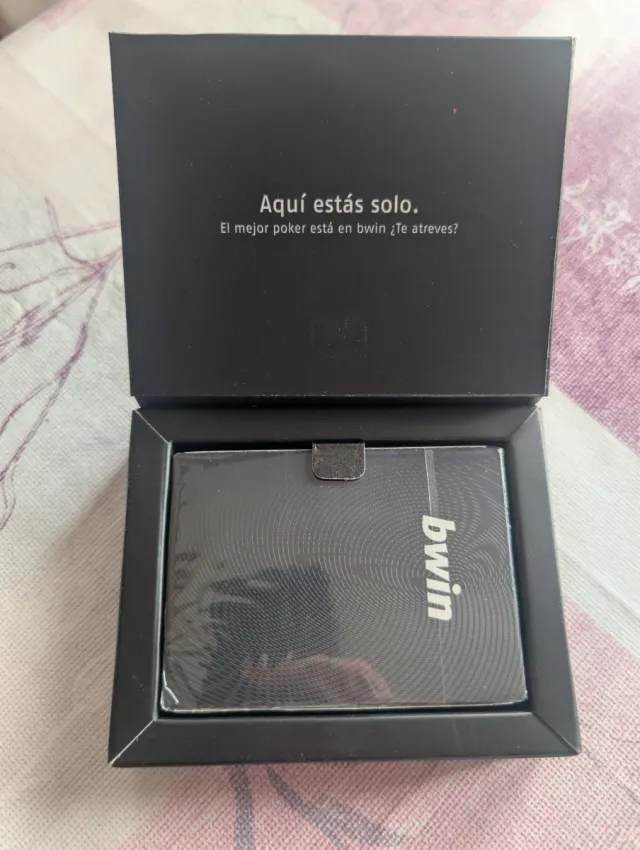 Aquí estás solo.
El mejor poker está en bwin ¿Te atreves?
bwin